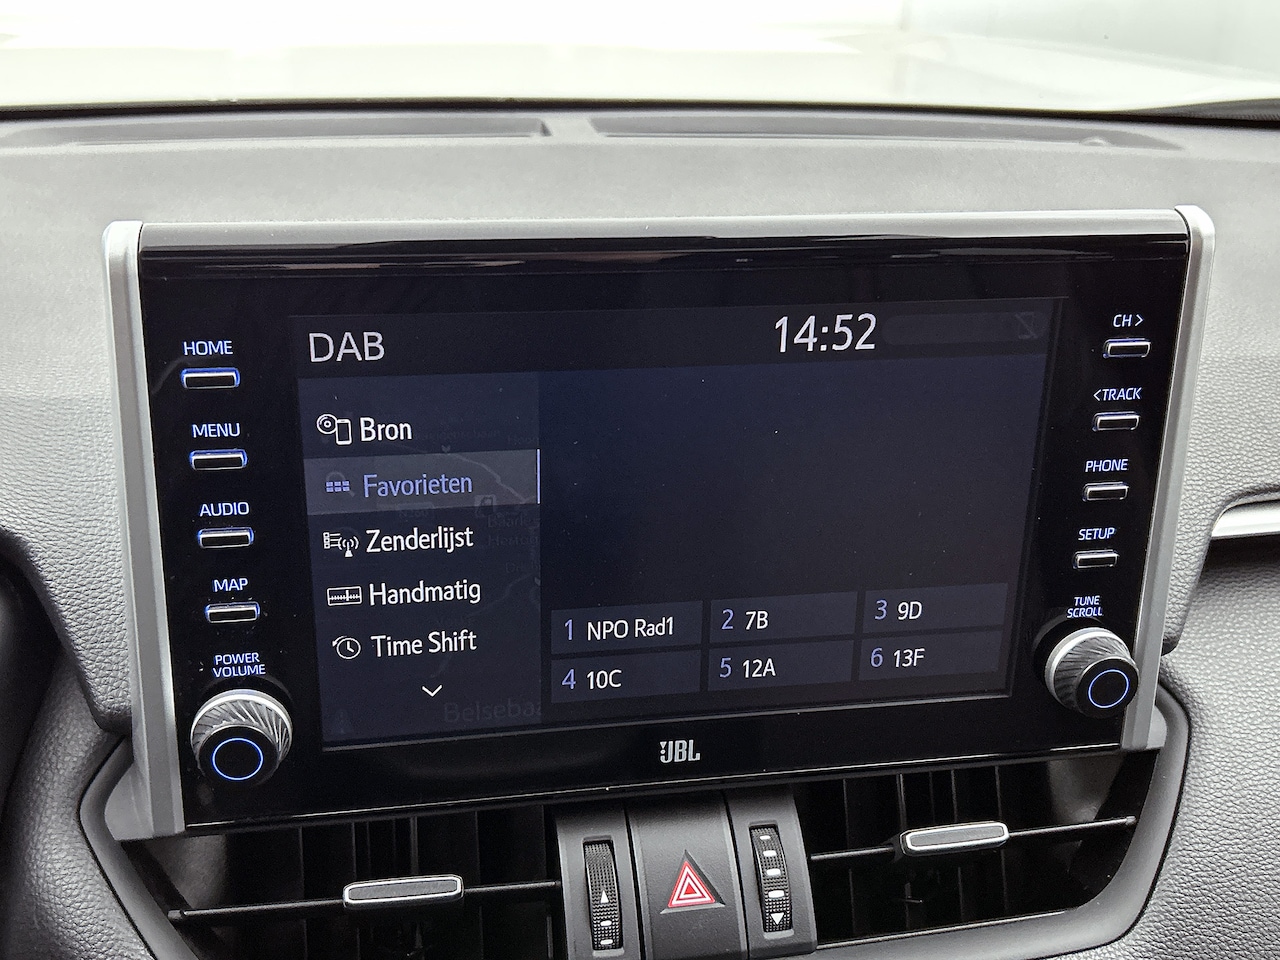 HOME
MENU
AUDIO
MAP
POWER
VOLUME
DAB
14:52
Bron
Favorieten
Zenderlijst
Handmatig
Time Shift
1 NPO Rad1
2 7B
3 9D
4 10C
5 12A
6 13F
CH >
< TRACK
PHONE
SETUP
TUNE
SCROLL
JBL